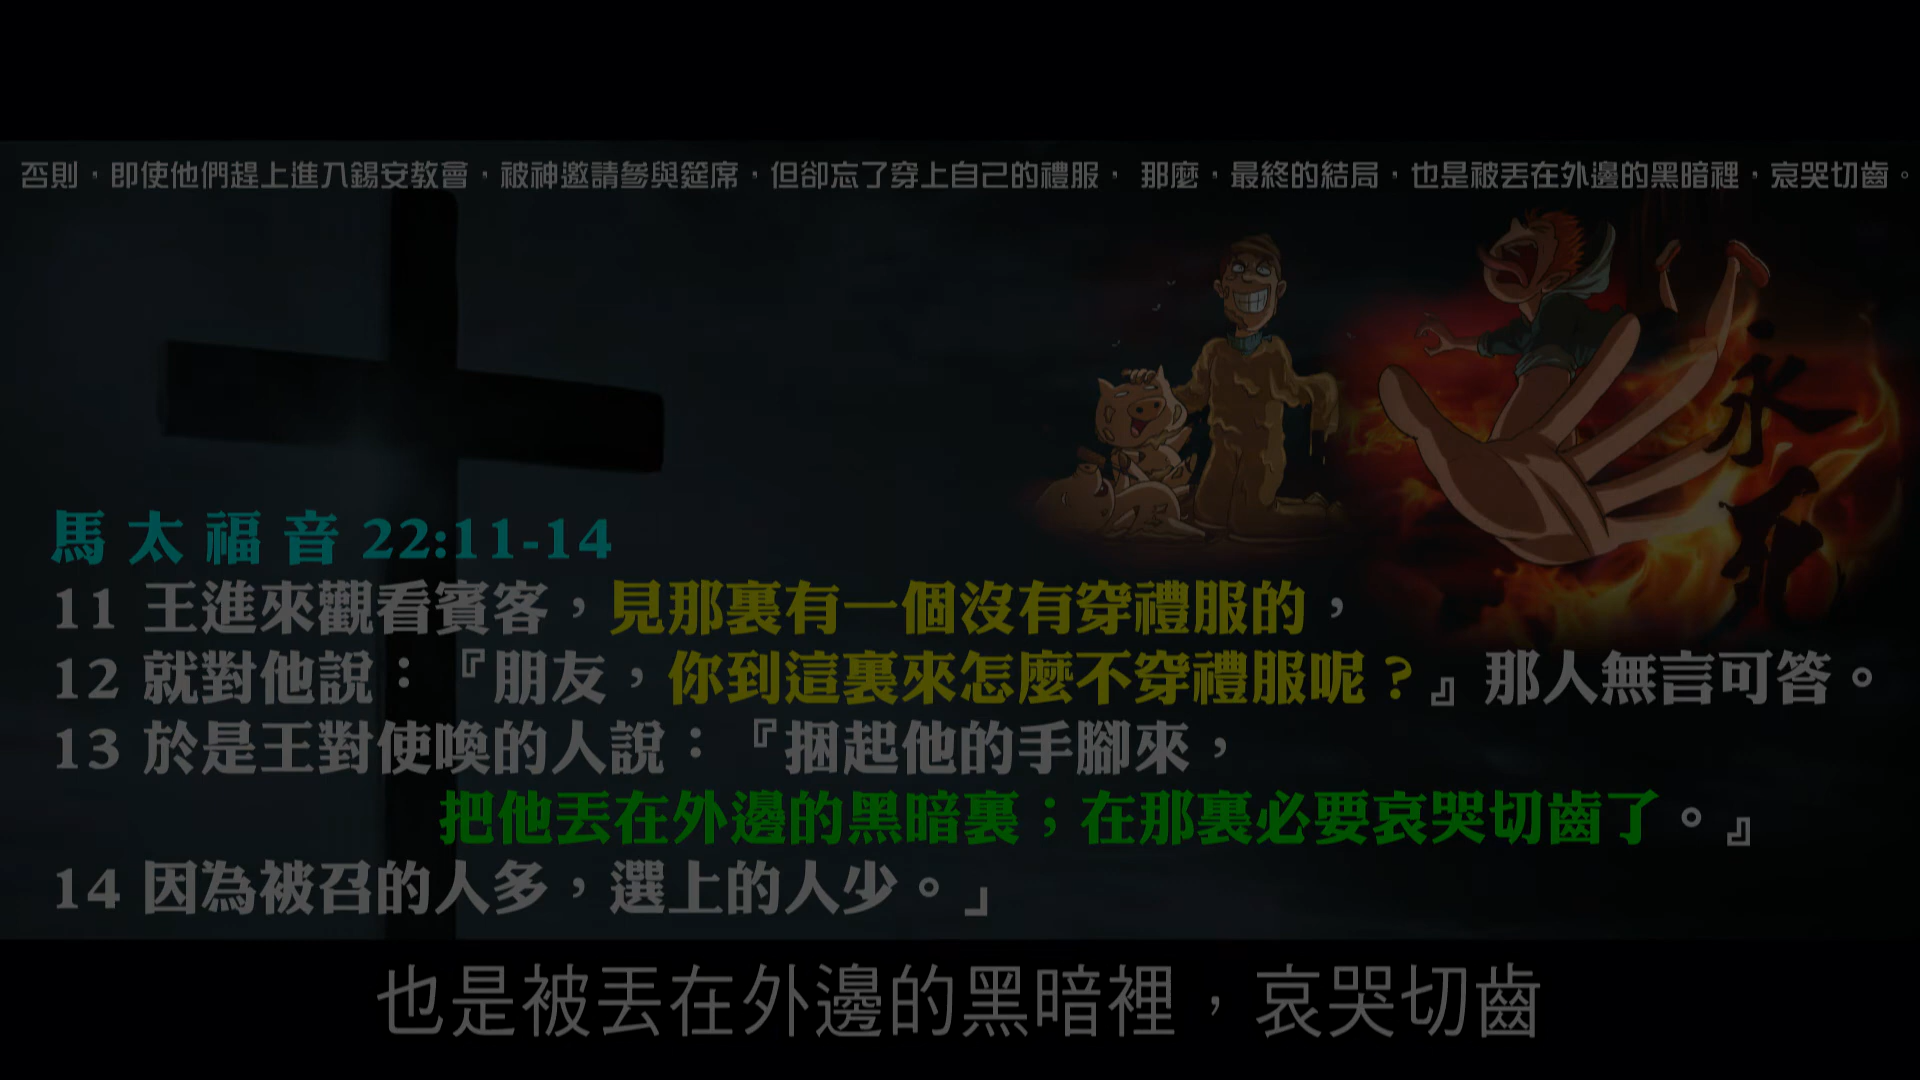 否則，即使他們趕上進入錫安教會，被神邀請參與筵席，但卻忘了穿上自己的禮服， 那麼，最終的結局，也是被丟在外邊的黑暗裡，哀哭切齒。
永
馬太福音 22:11-14
11 王進來觀看賓客，見那裏有一個沒有穿禮服的，
12 就對他說：『朋友，你到這裏來怎麼不穿禮服呢？』那人無言可答。
13 於是王對使喚的人說：『捆起他的手腳來，
把他丟在外邊的黑暗裏；在那裏必要哀哭切齒了。』
14 因為被召的人多，選上的人少。」
也是被丟在外邊的黑暗裡，哀哭切齒